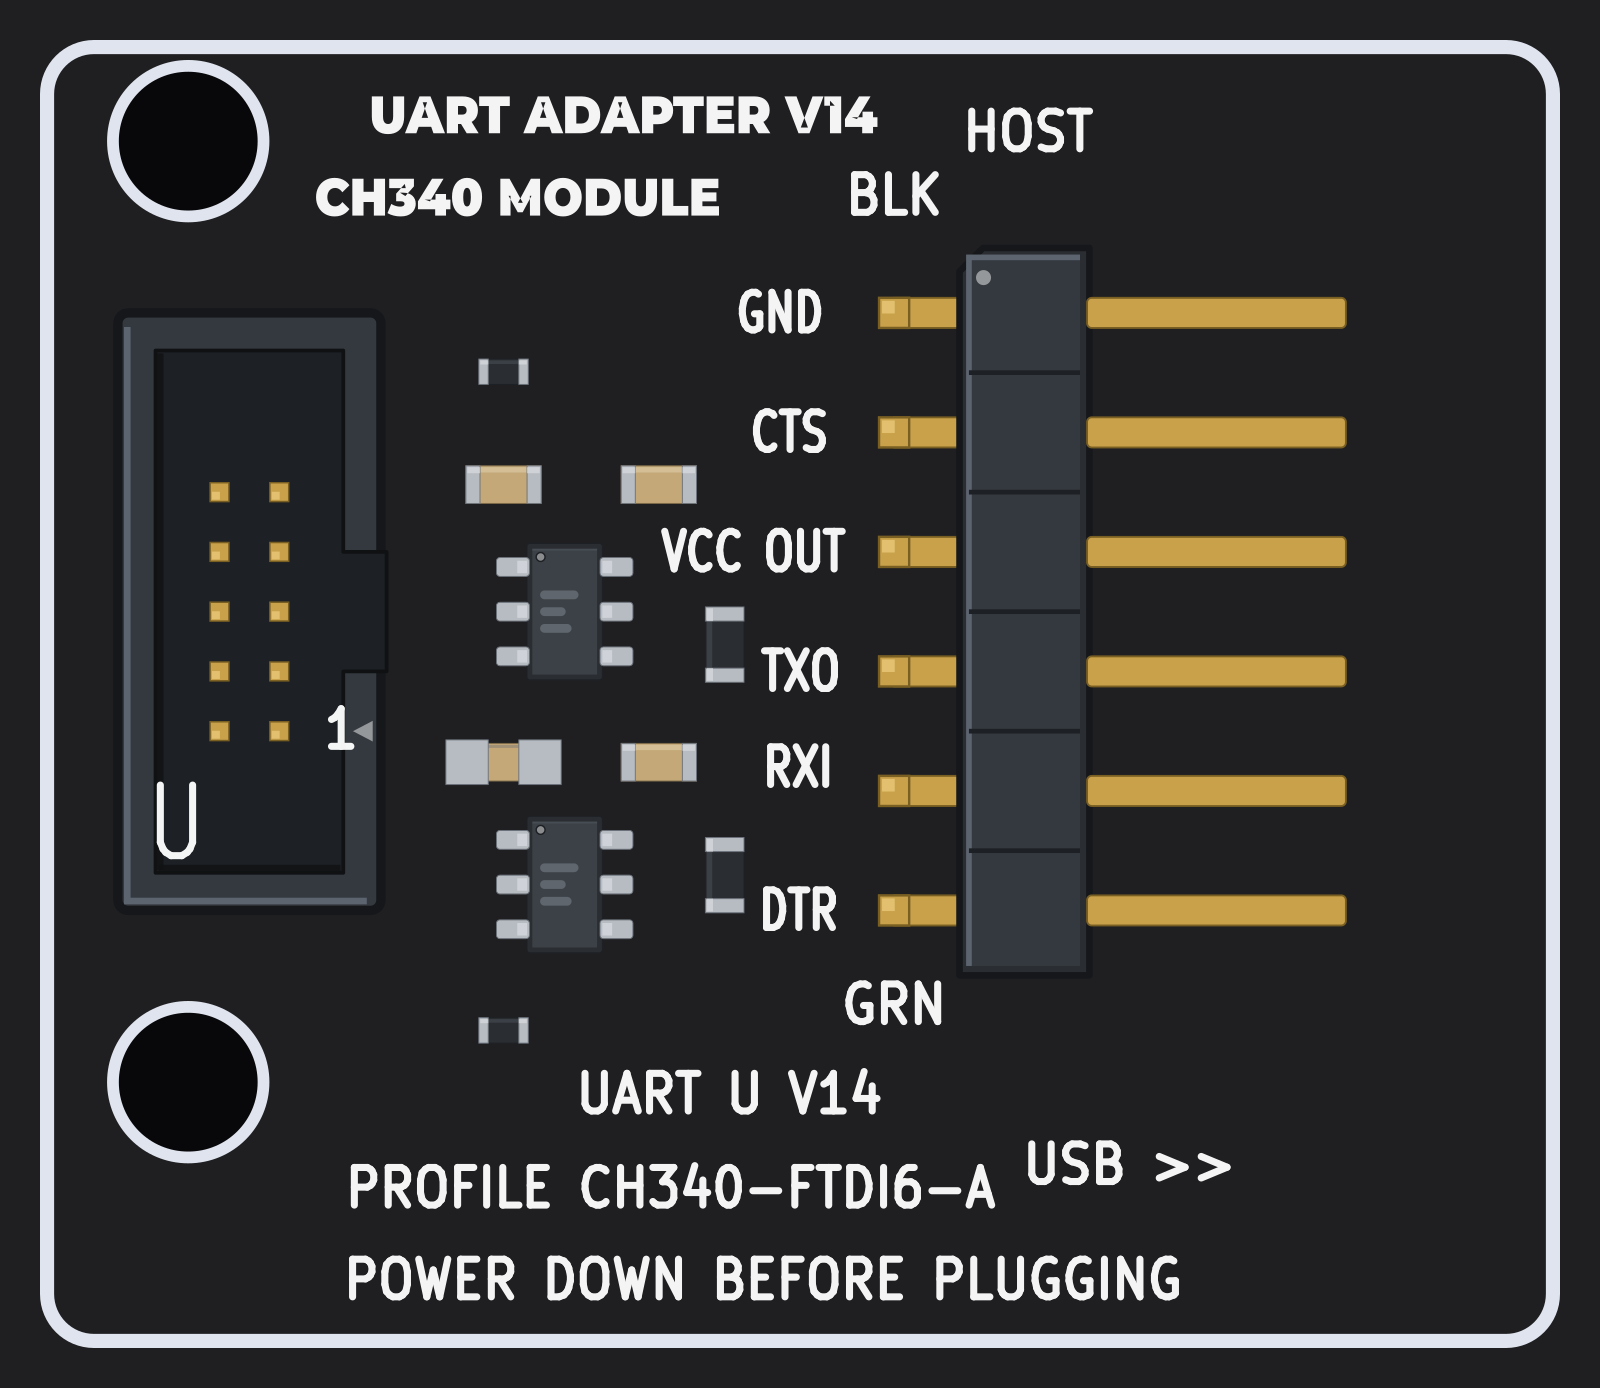 UART ADAPTER V14
HOST
CH340 MODULE
BLK
GND
CTS
VCC OUT
TXO
RXI
1
U
DTR
GRN
UART U V14
USB >>
PROFILE CH340-FTDI6-A
POWER DOWN BEFORE PLUGGING